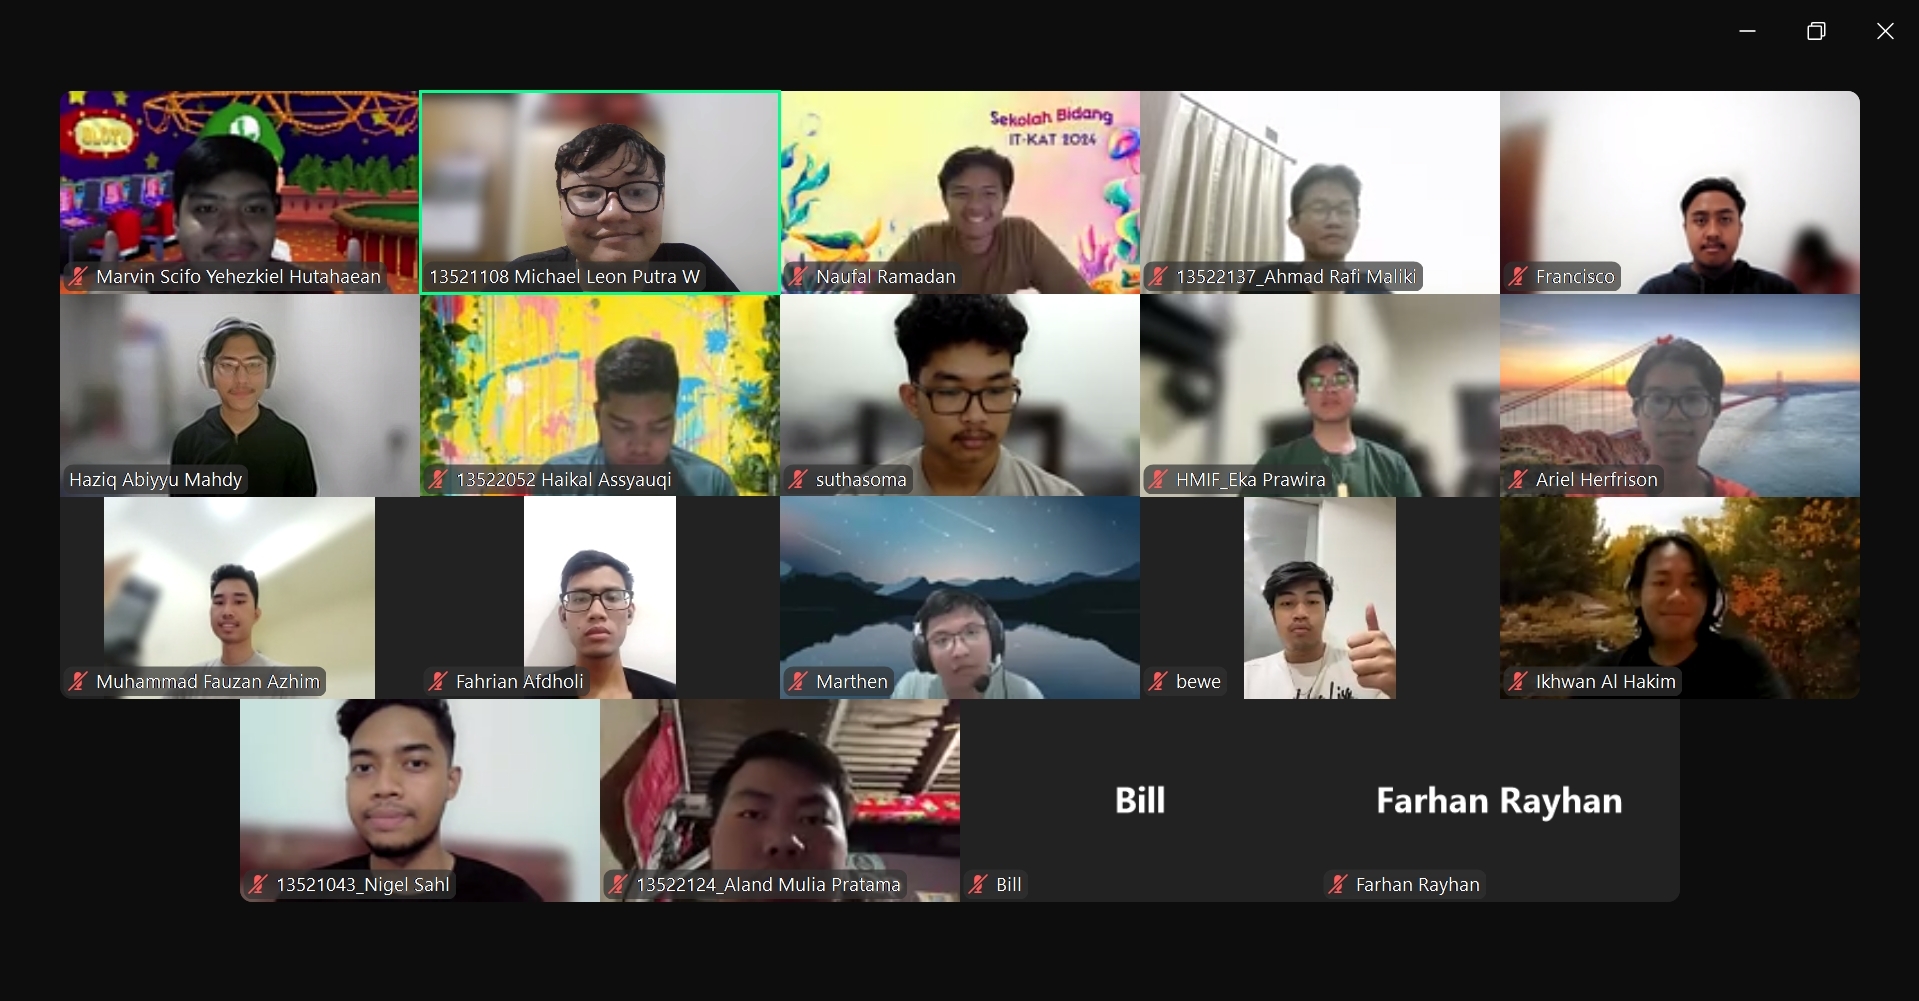 SLOTS
Sekolah Bidang
IT-KAT 2024
Marvin Scifo Yehezkiel Hutahaean
13521108 Michael Leon Putra W
Naufal Ramadan
13522137_Ahmad Rafi Maliki
Francisco
Haziq Abiyyu Mahdy
13522052 Haikal Assyauqi
suthasoma
HMIF_Eka Prawira
Ariel Herfrison
Muhammad Fauzan Azhim
Fahrian Afdholi
Marthen
bewe
Ikhwan Al Hakim
Bill
Farhan Rayhan
13521043_Nigel Sahl
13522124_Aland Mulia Pratama
Bill
Farhan Rayhan